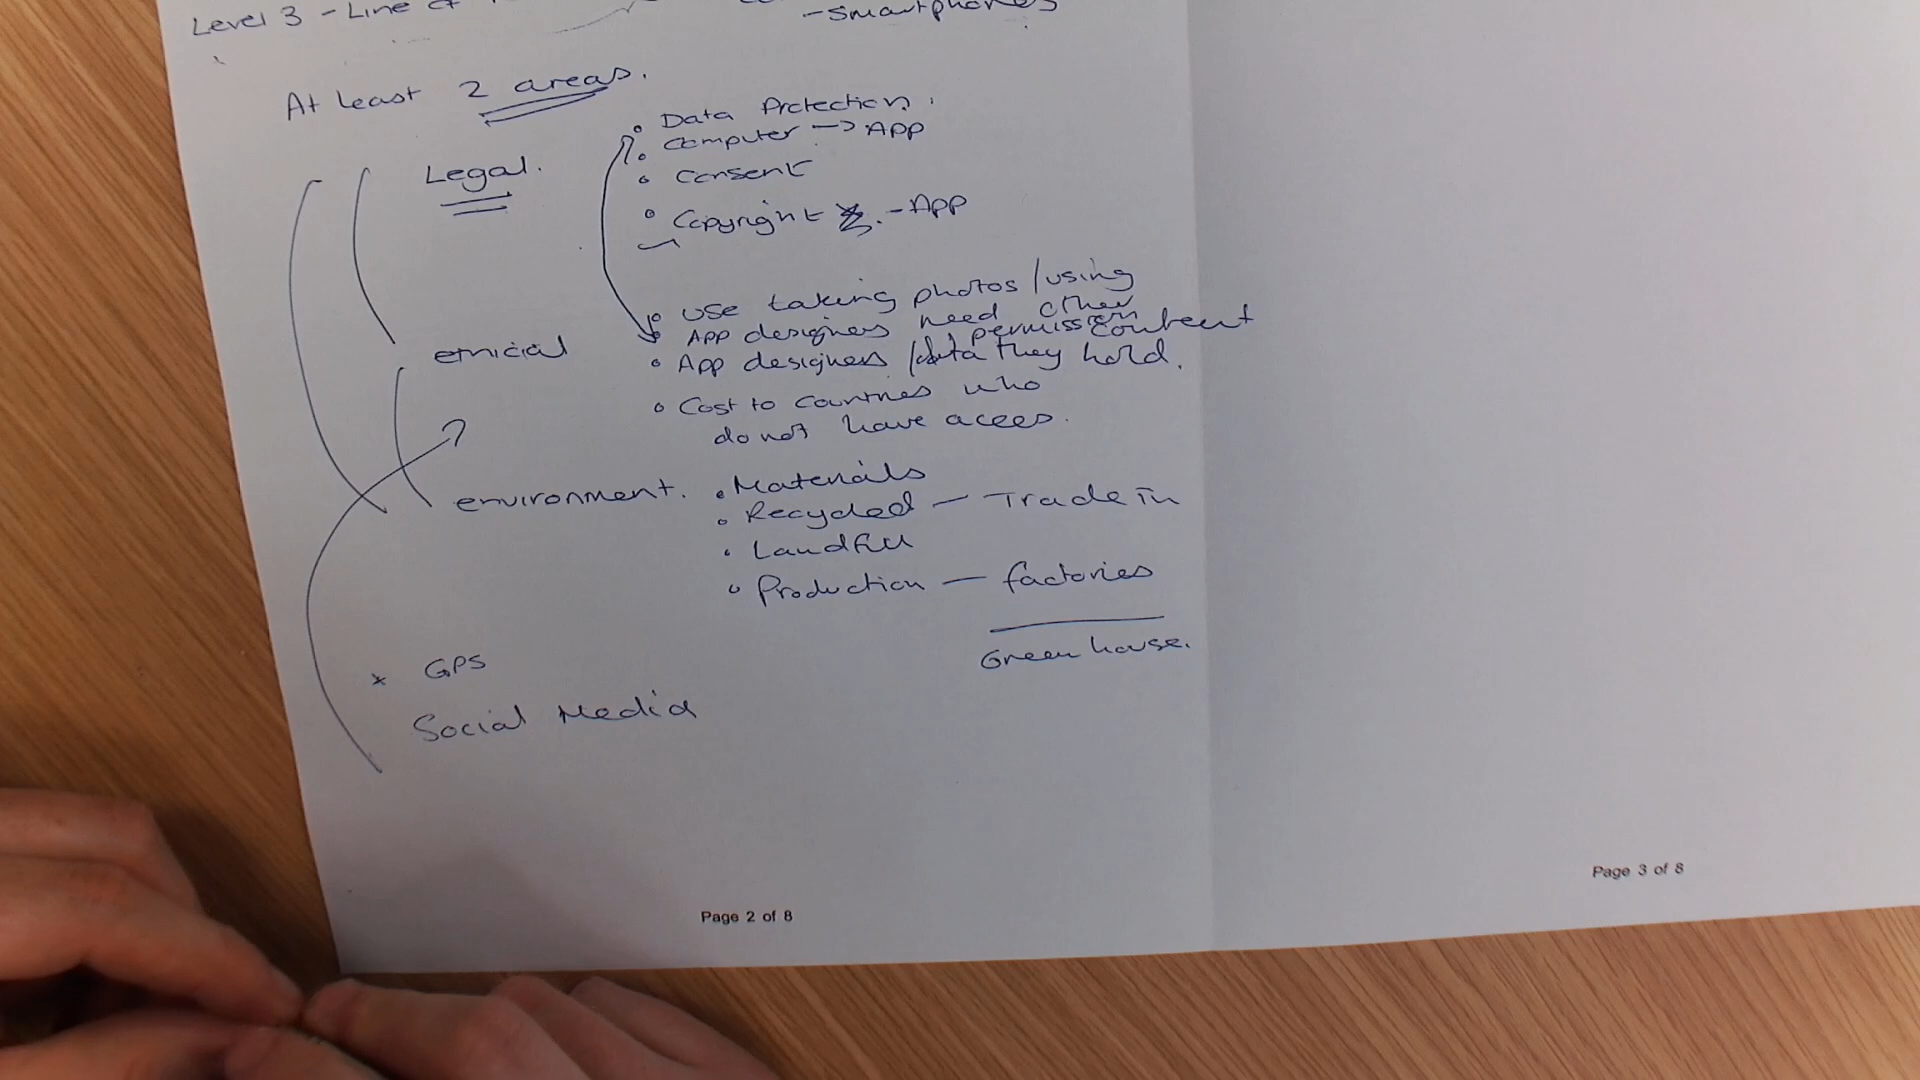 Level 3 - Line of
- Smartphones
At least 2 areas.
Legal.
• Data Protection.
• Computer -> App
• Consent
• Copyright - App
• use taking photos / using other content
• App designers need permission
• App designers / data they hold.
• Cost to countries who
do not have acees.
ethicial
environment.
• Materials
• Recycled - Trade in
• Landfill
• Production - factories
Green house.
x GPS
Social Media
Page 2 of 8
Page 3 of 8